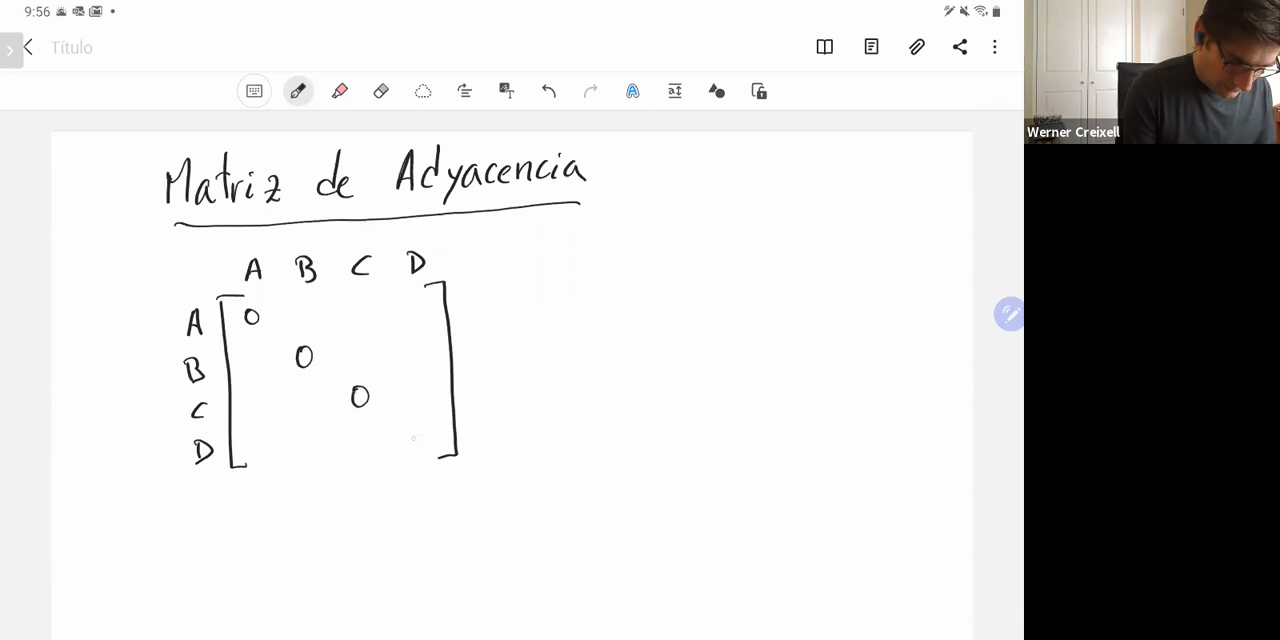 9:56
Título
Matriz de Adyacencia
A B C D
A 0
B 0
C 0
D
Werner Creixell